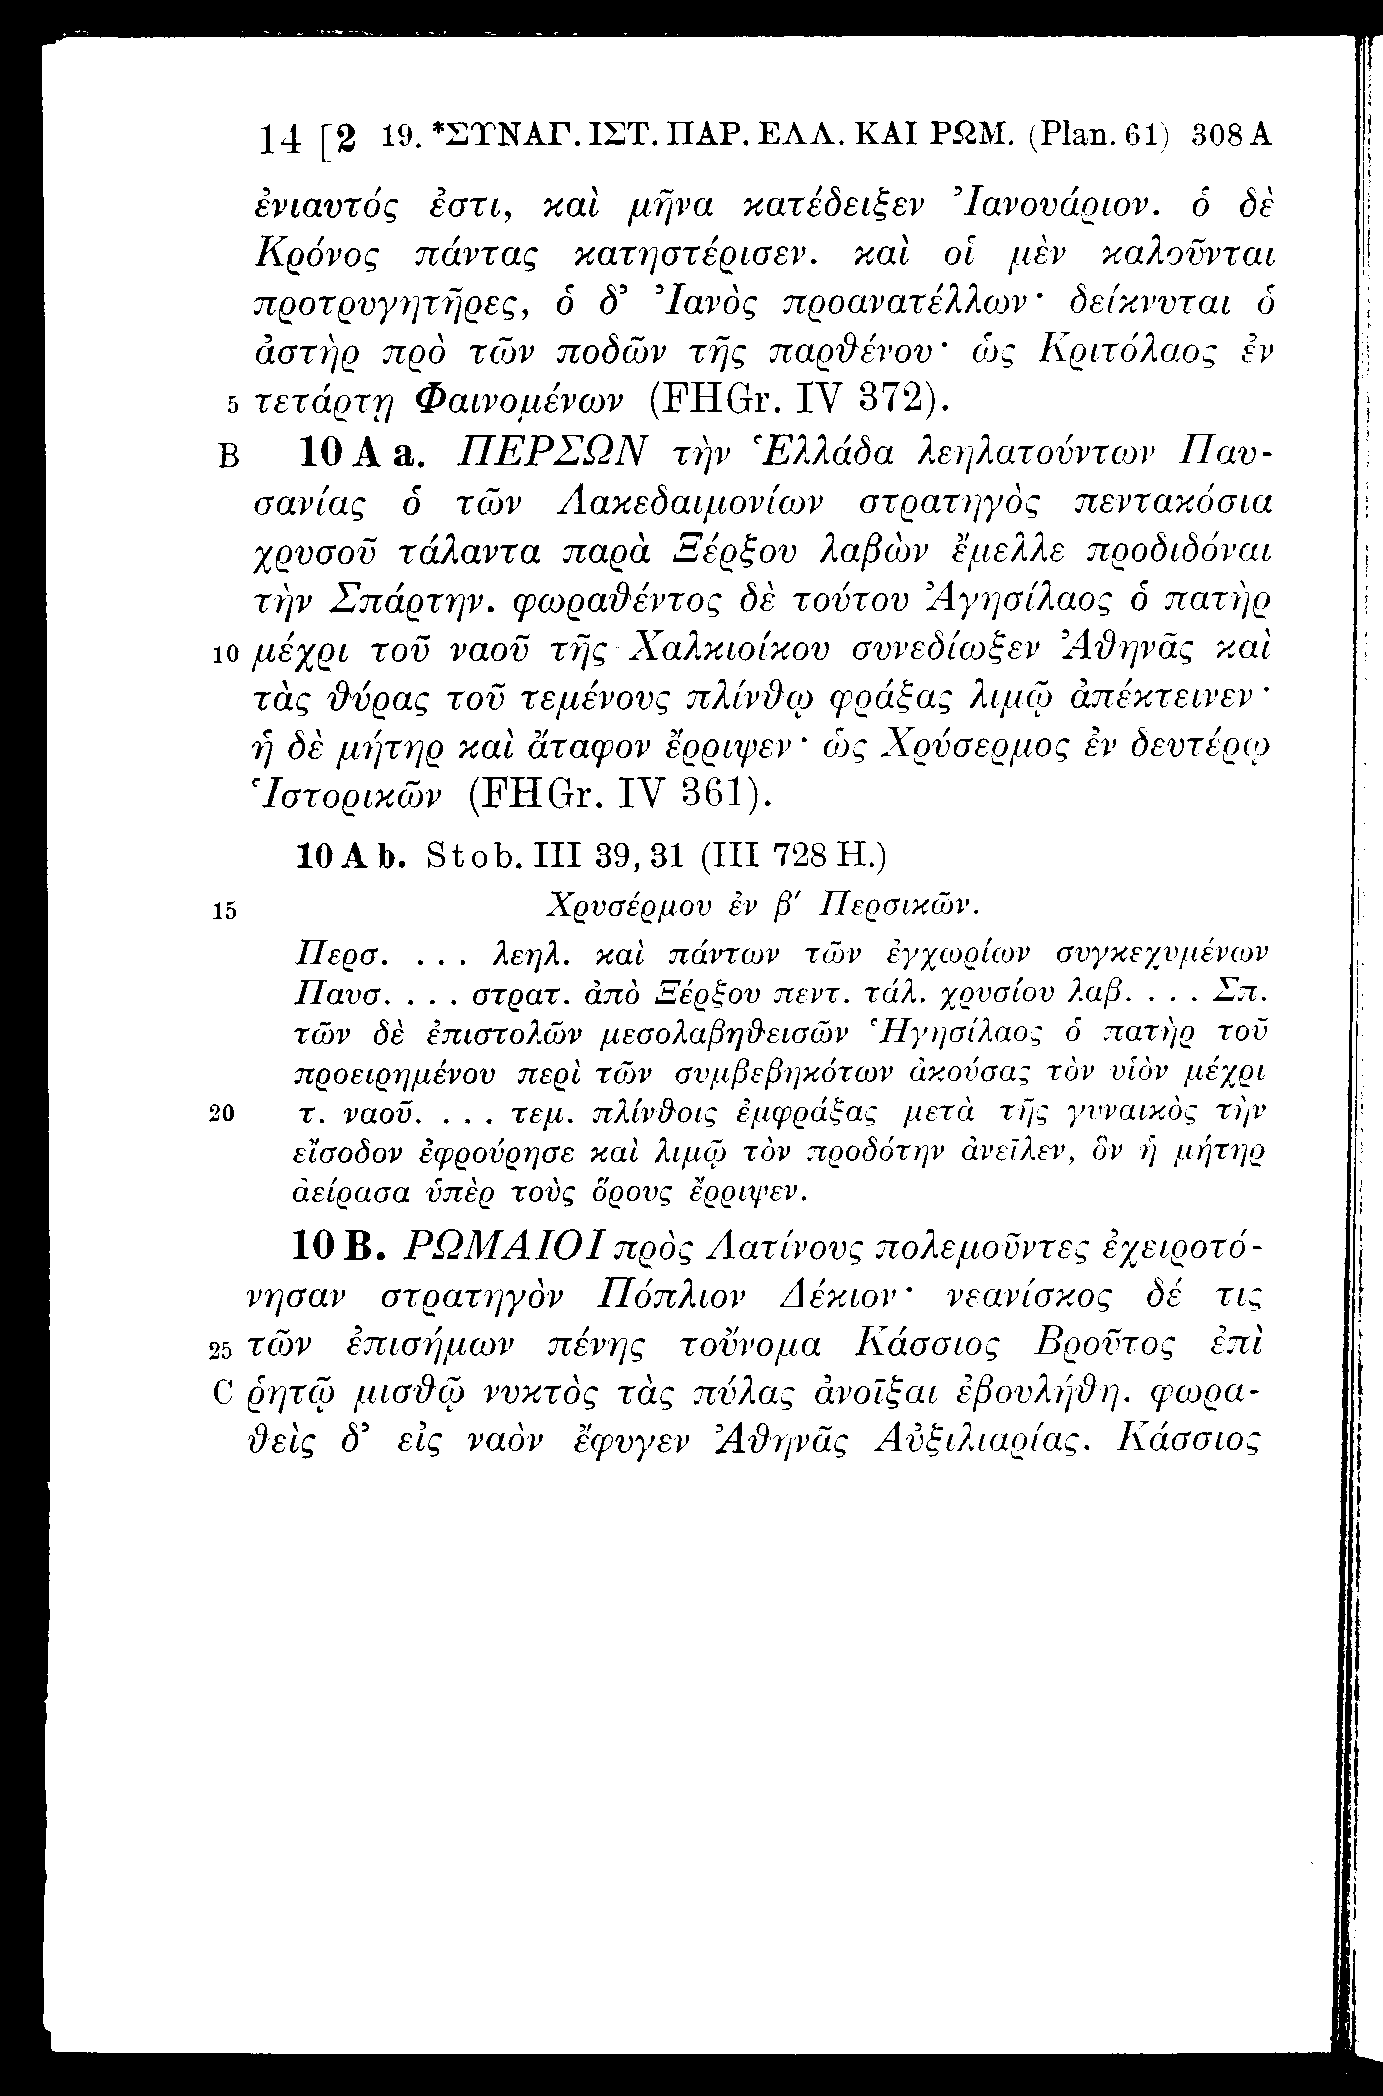 14 [2 19. *ΣΥΝΑΓ. ΙΣΤ. ΠΑΡ. ΕΛΛ. ΚΑΙ ΡΩΜ. (Plan. 61) 308 A
ἐνιαυτός ἐστι, καὶ μῆνα κατέδειξεν Ἰανουάριον. ὁ δὲ
Κρόνος πάντας κατηστέρισεν. καὶ οἱ μὲν καλοῦνται
προτρυγητῆρες, ὁ δ’ Ἰανὸς προανατέλλων· δείκνυται ὁ
ἀστὴρ πρὸ τῶν ποδῶν τῆς παρθένου· ὡς Κριτόλαος ἐν
5 τετάρτῃ Φαινομένων (FHGr. IV 372).
B 10 A a. ΠΕΡΣΩΝ τὴν Ἑλλάδα λεηλατούντων Παυ-
σανίας ὁ τῶν Λακεδαιμονίων στρατηγὸς πεντακόσια
χρυσοῦ τάλαντα παρὰ Ξέρξου λαβὼν ἔμελλε προδιδόναι
τὴν Σπάρτην. φωραθέντος δὲ τούτου Ἀγησίλαος ὁ πατὴρ
10 μέχρι τοῦ ναοῦ τῆς Χαλκιοίκου συνεδίωξεν Ἀθηνᾶς καὶ
τὰς θύρας τοῦ τεμένους πλίνθῳ φράξας λιμῷ ἀπέκτεινεν·
ἡ δὲ μήτηρ καὶ ἄταφον ἔρριψεν· ὡς Χρύσερμος ἐν δευτέρῳ
Ἱστορικῶν (FHGr. IV 361).
10 A b. Stob. III 39, 31 (III 728 H.)
15 Χρυσέρμου ἐν β′ Περσικῶν.
Περσ. . . . λεηλ. καὶ πάντων τῶν ἐγχωρίων συγκεχυμένων
Παυσ. . . . στρατ. ἀπὸ Ξέρξου πεντ. τάλ. χρυσίου λαβ. . . . Σπ.
τῶν δὲ ἐπιστολῶν μεσολαβηθεισῶν Ἡγησίλαος ὁ πατὴρ τοῦ
προειρημένου περὶ τῶν συμβεβηκότων ἀκούσας τὸν υἱὸν μέχρι
20 τ. ναοῦ. . . . τεμ. πλίνθοις ἐμφράξας μετὰ τῆς γυναικὸς τὴν
εἴσοδον ἐφρούρησε καὶ λιμῷ τὸν προδότην ἀνεῖλεν, ὃν ἡ μήτηρ
ἀείρασα ὑπὲρ τοὺς ὅρους ἔρριψεν.
10 B. ΡΩΜΑΙΟΙ πρὸς Λατίνους πολεμοῦντες ἐχειροτό-
νησαν στρατηγὸν Πόπλιον Δέκιον· νεανίσκος δέ τις
25 τῶν ἐπισήμων πένης τοὔνομα Κάσσιος Βροῦτος ἐπὶ
C ῥητῷ μισθῷ νυκτὸς τὰς πύλας ἀνοῖξαι ἐβουλήθη. φωρα-
θεὶς δ’ εἰς ναὸν ἔφυγεν Ἀθηνᾶς Αὐξιλιαρίας. Κάσσιος